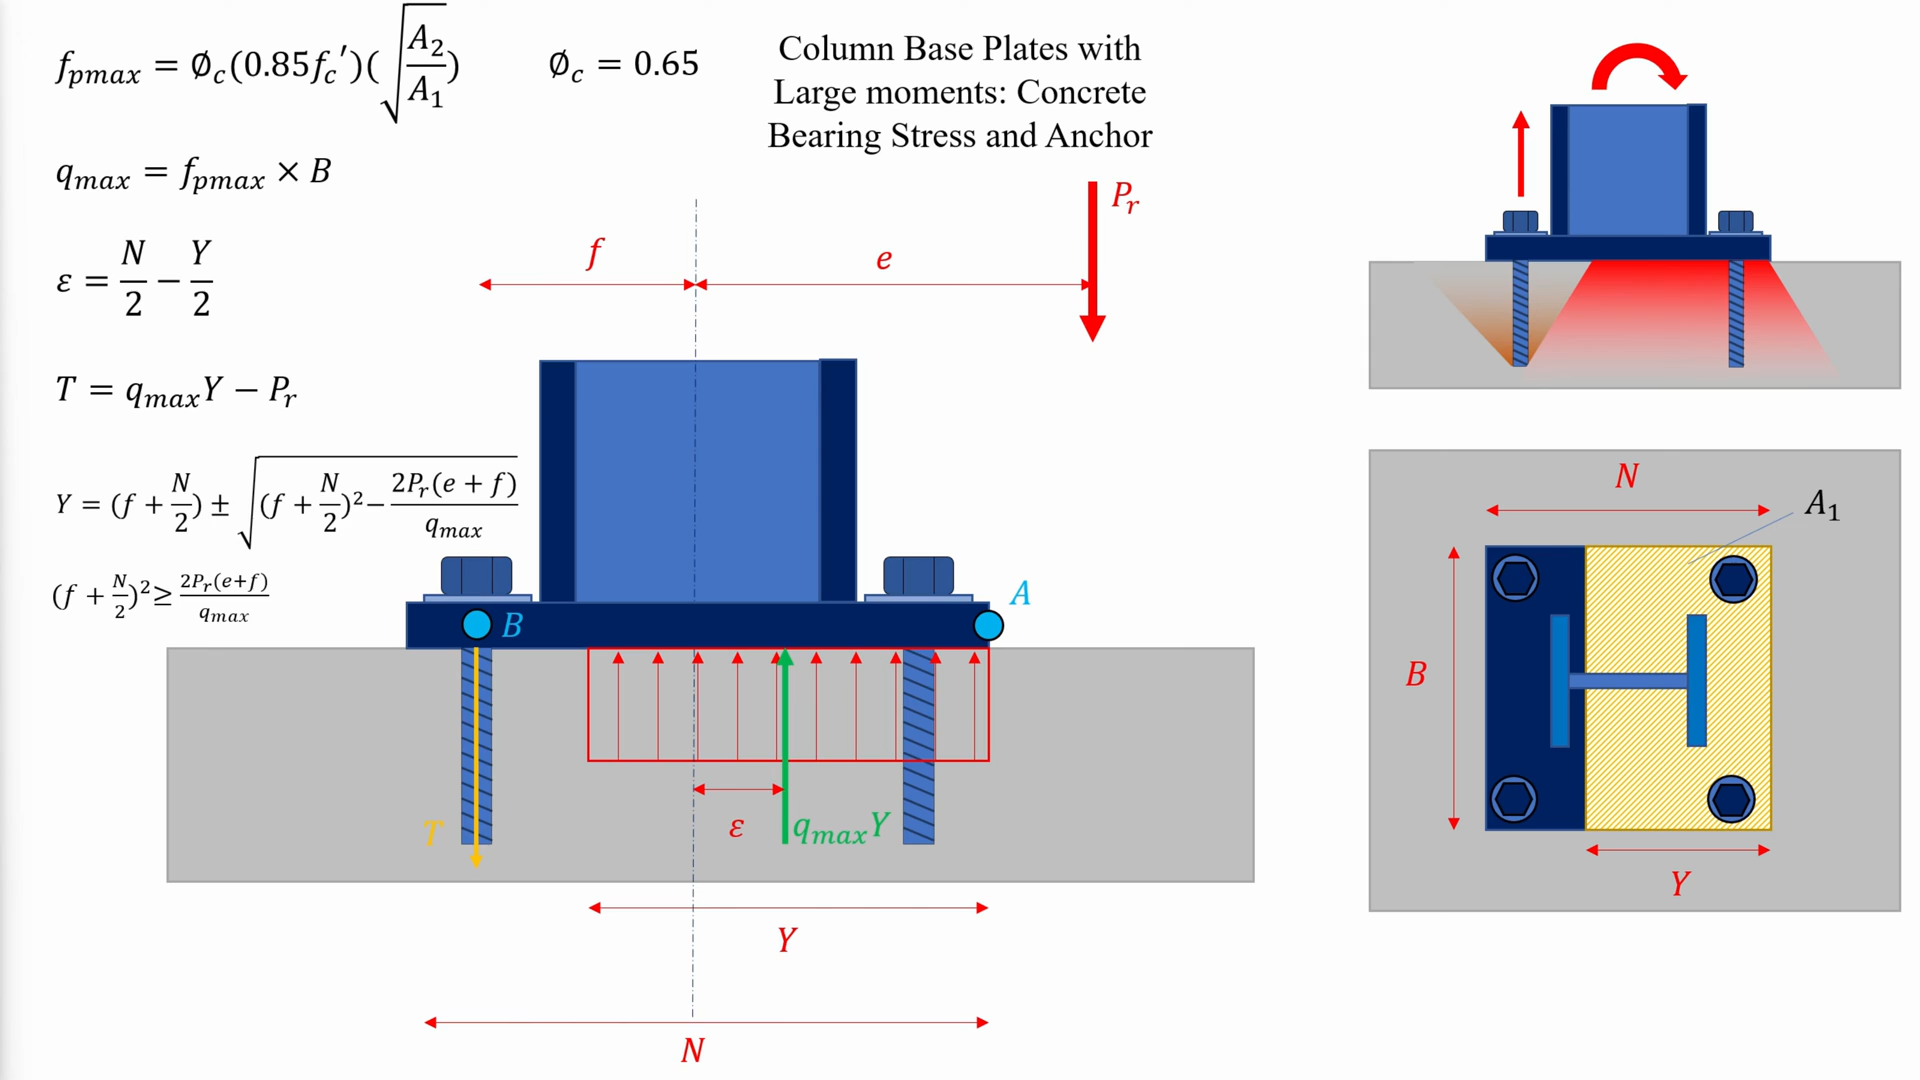 f_pmax = ∅_c(0.85f_c′)(√(A_2/A_1))
∅_c = 0.65
Column Base Plates with
Large moments: Concrete
Bearing Stress and Anchor
q_max = f_pmax × B
ε = N/2 − Y/2
T = q_max Y − P_r
Y = (f + N/2) ± √((f + N/2)² − 2P_r(e + f)/q_max)
(f + N/2)² ≥ 2P_r(e+f)/q_max
P_r
f
e
A
B
T
ε
q_max Y
Y
N
N
A_1
B
Y